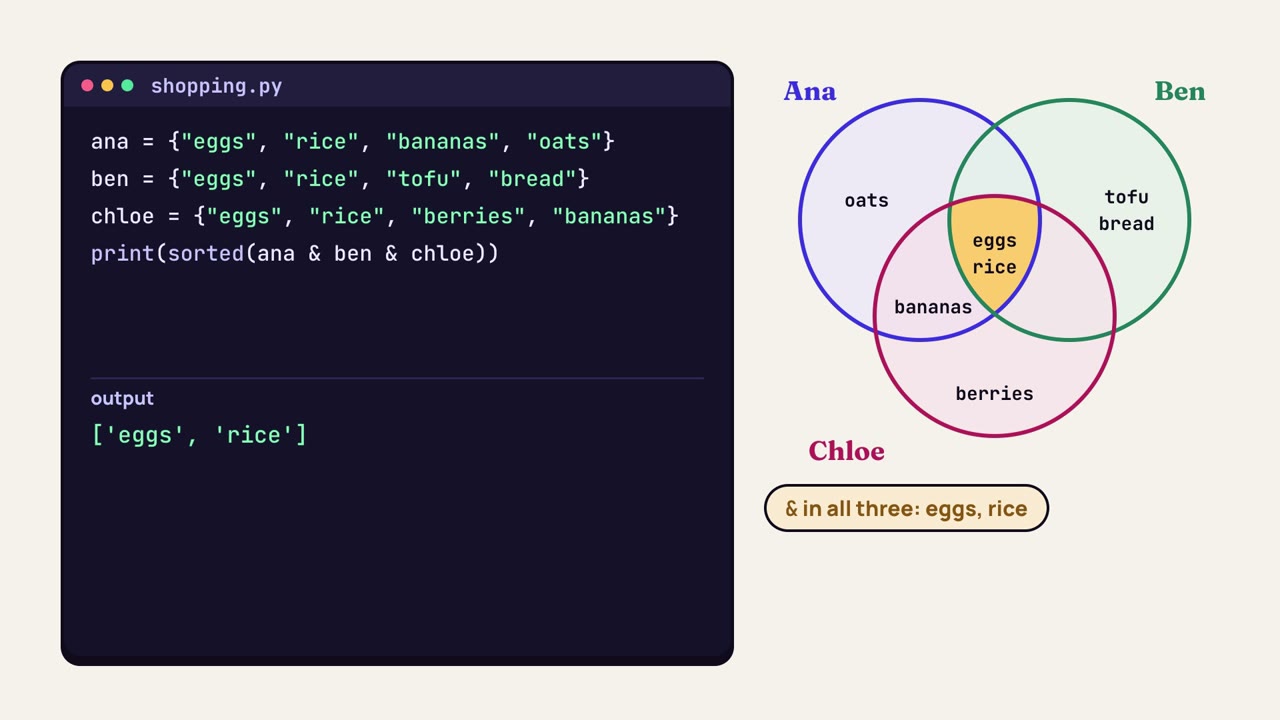 shopping.py
ana = {"eggs", "rice", "bananas", "oats"}
ben = {"eggs", "rice", "tofu", "bread"}
chloe = {"eggs", "rice", "berries", "bananas"}
print(sorted(ana & ben & chloe))
output
['eggs', 'rice']
Ana
Ben
oats
tofu
bread
eggs
rice
bananas
berries
Chloe
& in all three: eggs, rice